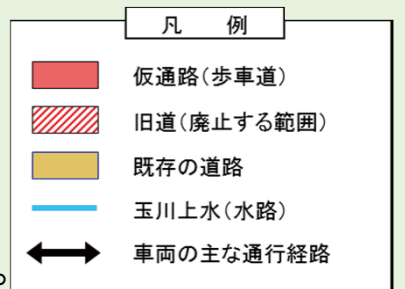 凡　例
仮通路(歩車道)
旧道(廃止する範囲)
既存の道路
玉川上水(水路)
車両の主な通行経路